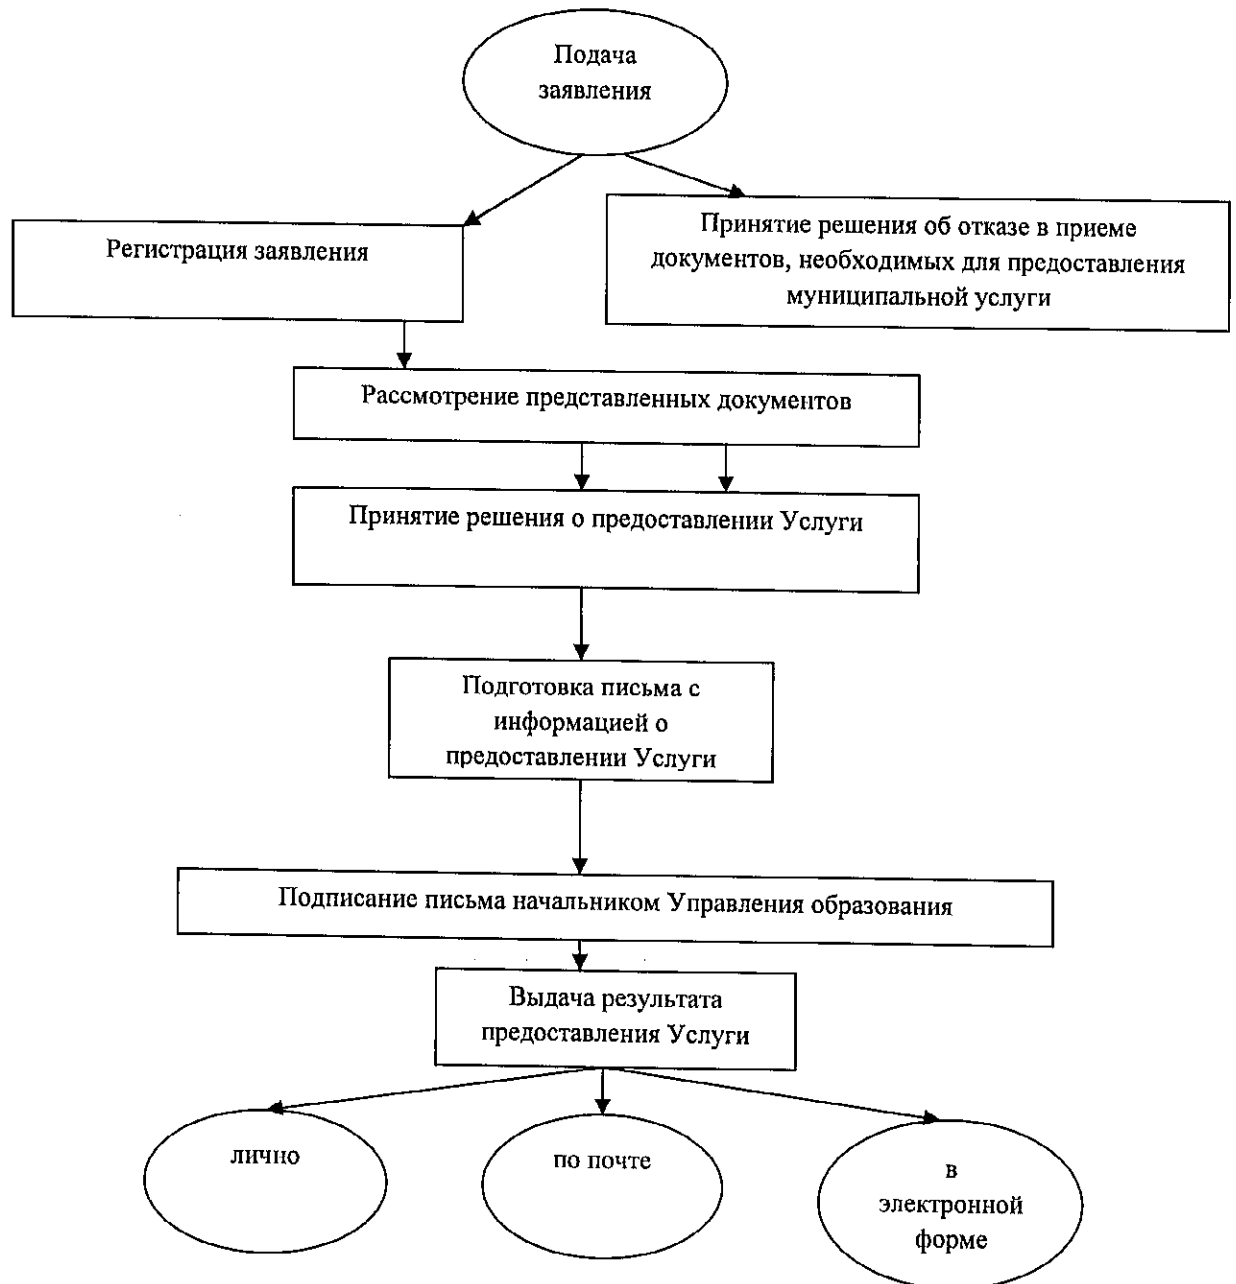 Подача
заявления
Регистрация заявления
Принятие решения об отказе в приеме
документов, необходимых для предоставления
муниципальной услуги
Рассмотрение представленных документов
Принятие решения о предоставлении Услуги
Подготовка письма с
информацией о
предоставлении Услуги
Подписание письма начальником Управления образования
Выдача результата
предоставления Услуги
лично
по почте
в
электронной
форме